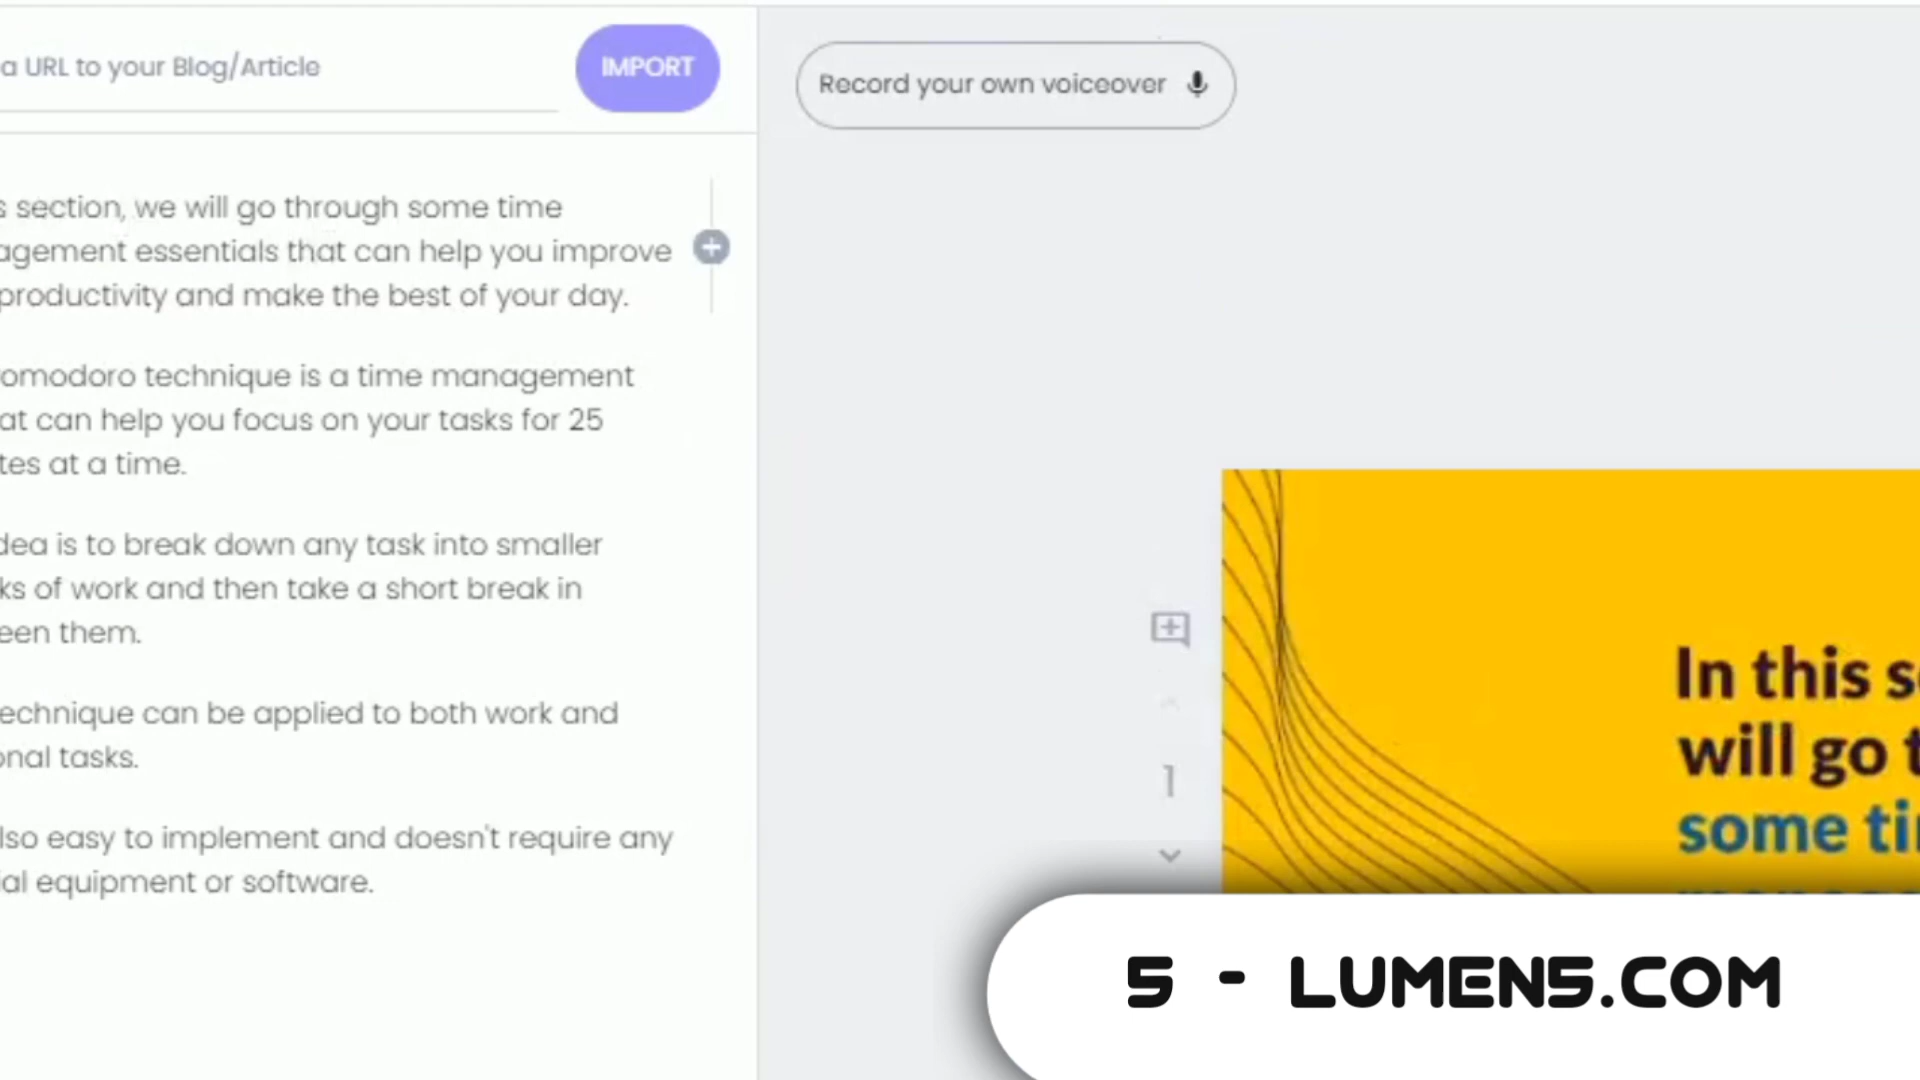 a URL to your Blog/Article
IMPORT
s section, we will go through some time
agement essentials that can help you improve
productivity and make the best of your day.
omodoro technique is a time management
at can help you focus on your tasks for 25
tes at a time.
dea is to break down any task into smaller
ks of work and then take a short break in
een them.
echnique can be applied to both work and
onal tasks.
lso easy to implement and doesn't require any
ial equipment or software.
Record your own voiceover
1
In this s
will go t
some ti
5 - LUMEN5.COM